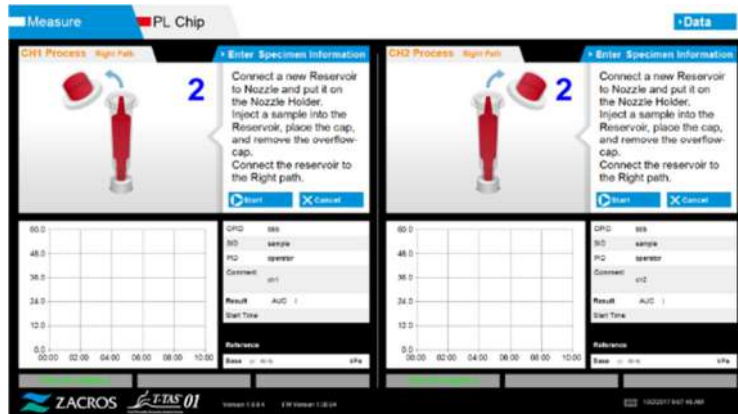 Measure
PL Chip
Data
CH1 Process Right Path
Enter Specimen Information
2
Connect a new Reservoir
to Nozzle and put it on
the Nozzle Holder.
Inject a sample into the
Reservoir, place the cap,
and remove the overflow-
cap.
Connect the reservoir to
the Right path.
Start
Cancel
60.0
48.0
36.0
24.0
12.0
0.0
00:00 02:00 04:00 06:00 08:00 10:00
OPID
SID sample
PID operator
Comment
ch1
Result AUC :
Start Time
Reference
Base kPa
CH2 Process Right Path
Enter Specimen Information
2
Connect a new Reservoir
to Nozzle and put it on
the Nozzle Holder.
Inject a sample into the
Reservoir, place the cap,
and remove the overflow-
cap.
Connect the reservoir to
the Right path.
Start
Cancel
60.0
48.0
36.0
24.0
12.0
0.0
00:00 02:00 04:00 06:00 08:00 10:00
OPID
SID sample
PID operator
Comment
ch2
Result AUC :
Start Time
Reference
Base kPa
ZACROS T-TAS 01